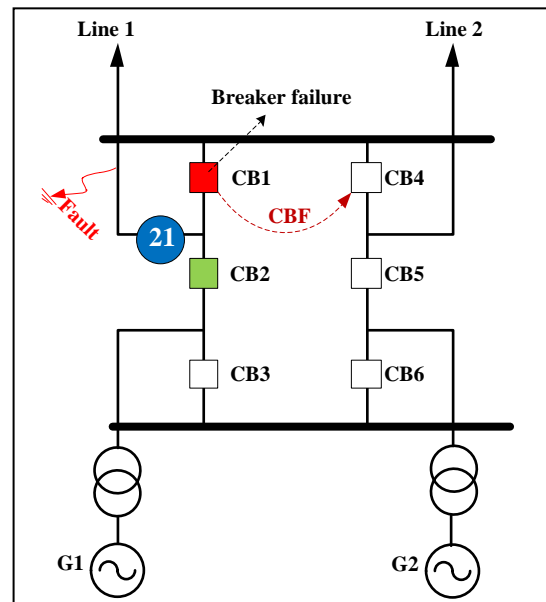 Line 1
Line 2
Breaker failure
CB1
CB4
CBF
Fault
21
CB2
CB5
CB3
CB6
G1
G2